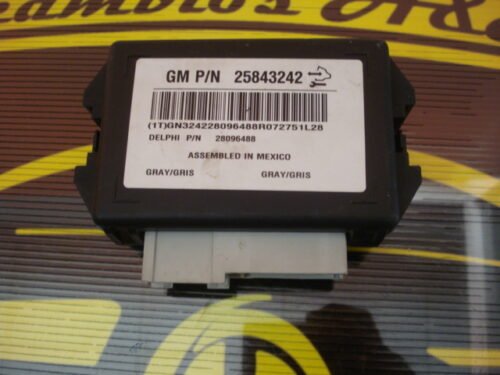 GM P/N 25843242
(1T)GN324228096488R072751L28
DELPHI P/N 28096488
ASSEMBLED IN MEXICO
GRAY/GRIS GRAY/GRIS